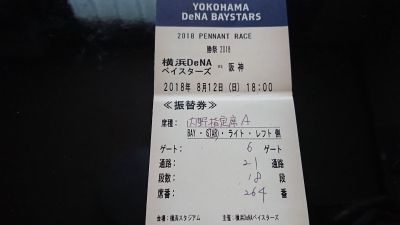 YOKOHAMA
DeNA BAYSTARS
2018 PENNANT RACE
勝祭 2018
横浜DeNA
ベイスターズ vs 阪神
2018年 8月12日(日) 18:00
≪振替券≫
席種: 内野指定席A
BAY・STAR・ライト・レフト 側
ゲート: 6 ゲート
通路: 21 通路
段数: 18 段
席番: 264 番
会場:横浜スタジアム 主催:横浜DeNAベイスターズ